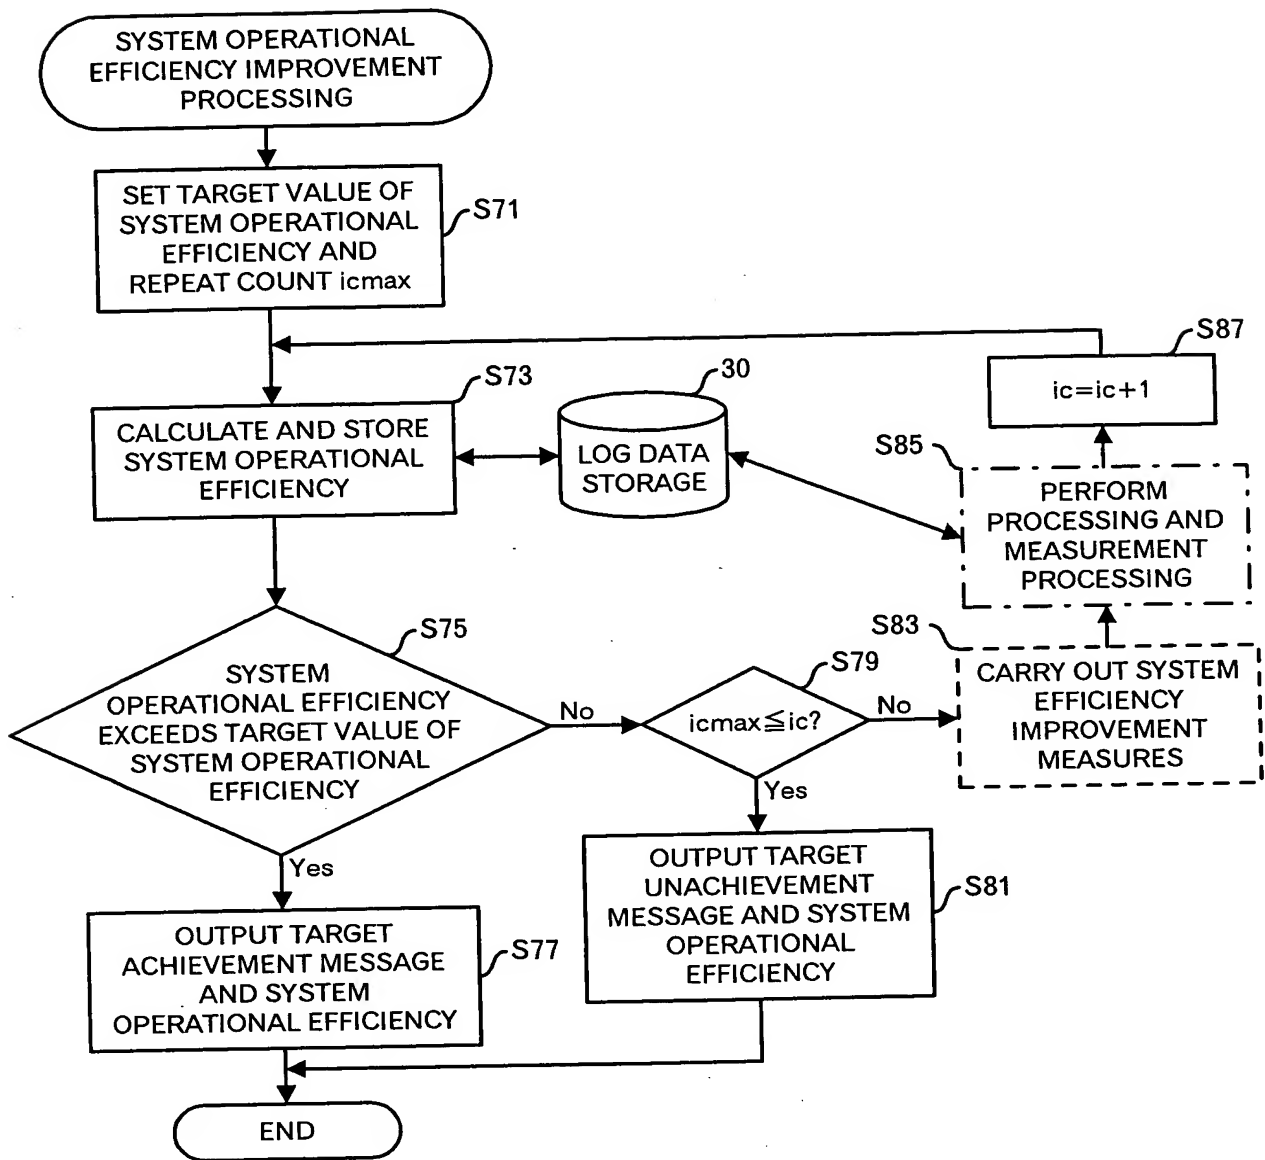 SYSTEM OPERATIONAL
EFFICIENCY IMPROVEMENT
PROCESSING
SET TARGET VALUE OF
SYSTEM OPERATIONAL
EFFICIENCY AND
REPEAT COUNT icmax
S71
S87
ic=ic+1
S73
CALCULATE AND STORE
SYSTEM OPERATIONAL
EFFICIENCY
30
LOG DATA
STORAGE
S85
PERFORM
PROCESSING AND
MEASUREMENT
PROCESSING
S75
SYSTEM
OPERATIONAL EFFICIENCY
EXCEEDS TARGET VALUE OF
SYSTEM OPERATIONAL
EFFICIENCY
No
S79
icmax≦ic?
No
S83
CARRY OUT SYSTEM
EFFICIENCY
IMPROVEMENT
MEASURES
Yes
Yes
OUTPUT TARGET
UNACHIEVEMENT
MESSAGE AND SYSTEM
OPERATIONAL
EFFICIENCY
S81
OUTPUT TARGET
ACHIEVEMENT MESSAGE
AND SYSTEM
OPERATIONAL EFFICIENCY
S77
END